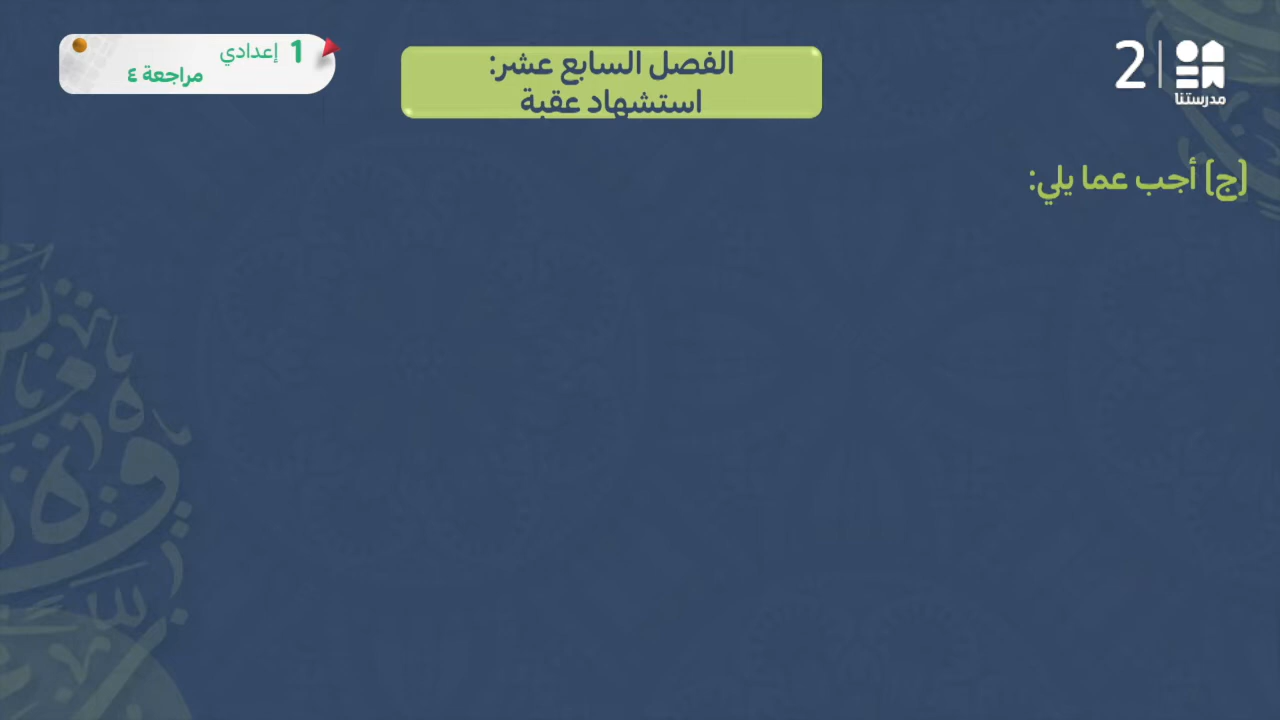 1 إعدادي
مراجعة ٤
الفصل السابع عشر:
استشهاد عقبة
2
مدرستنا
(ج) أجب عما يلي: